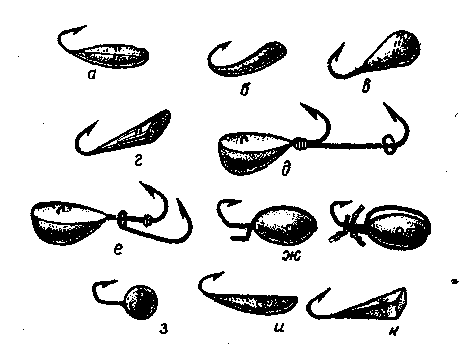 а б в
г д
е ж
з и к